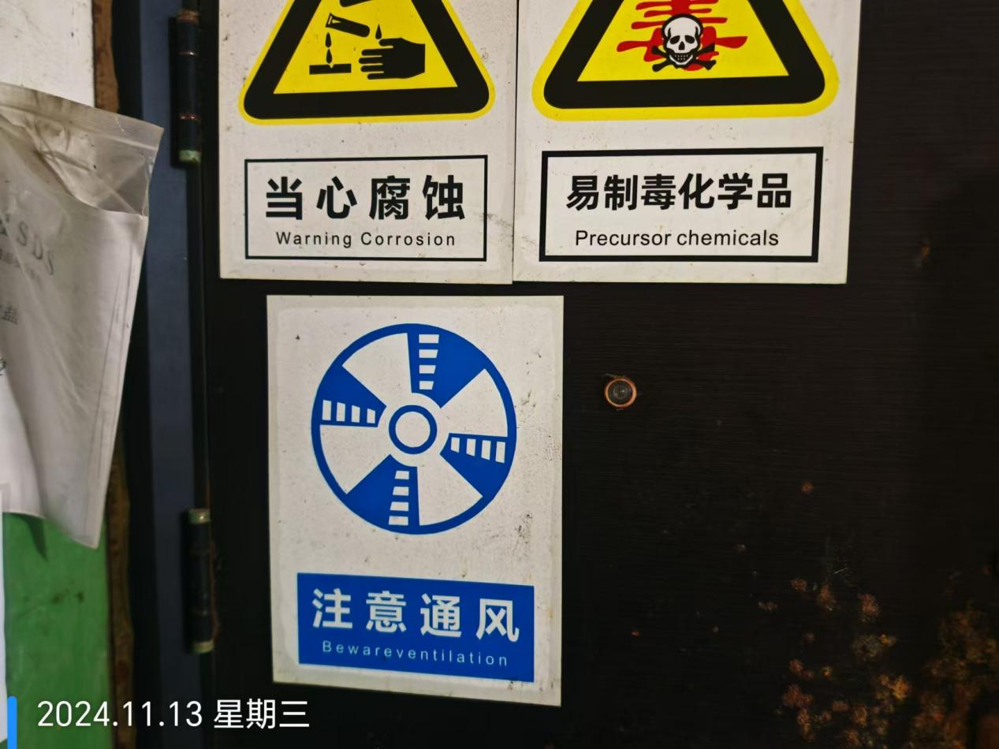 当心腐蚀
Warning Corrosion
易制毒化学品
Precursor chemicals
SDS
注意通风
Bewareventilation
2024.11.13 星期三